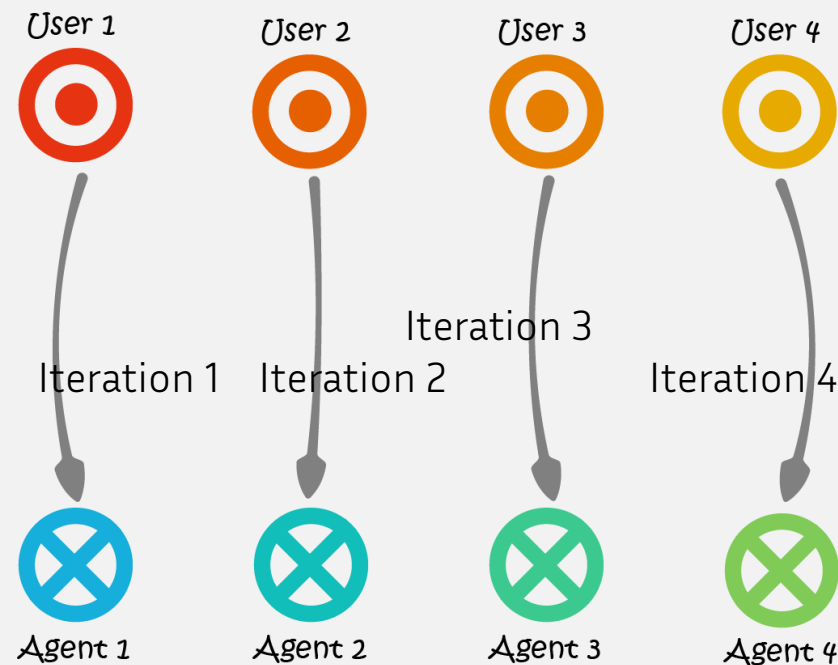 User 1
User 2
User 3
User 4
Iteration 3
Iteration 1
Iteration 2
Iteration 4
Agent 1
Agent 2
Agent 3
Agent 4